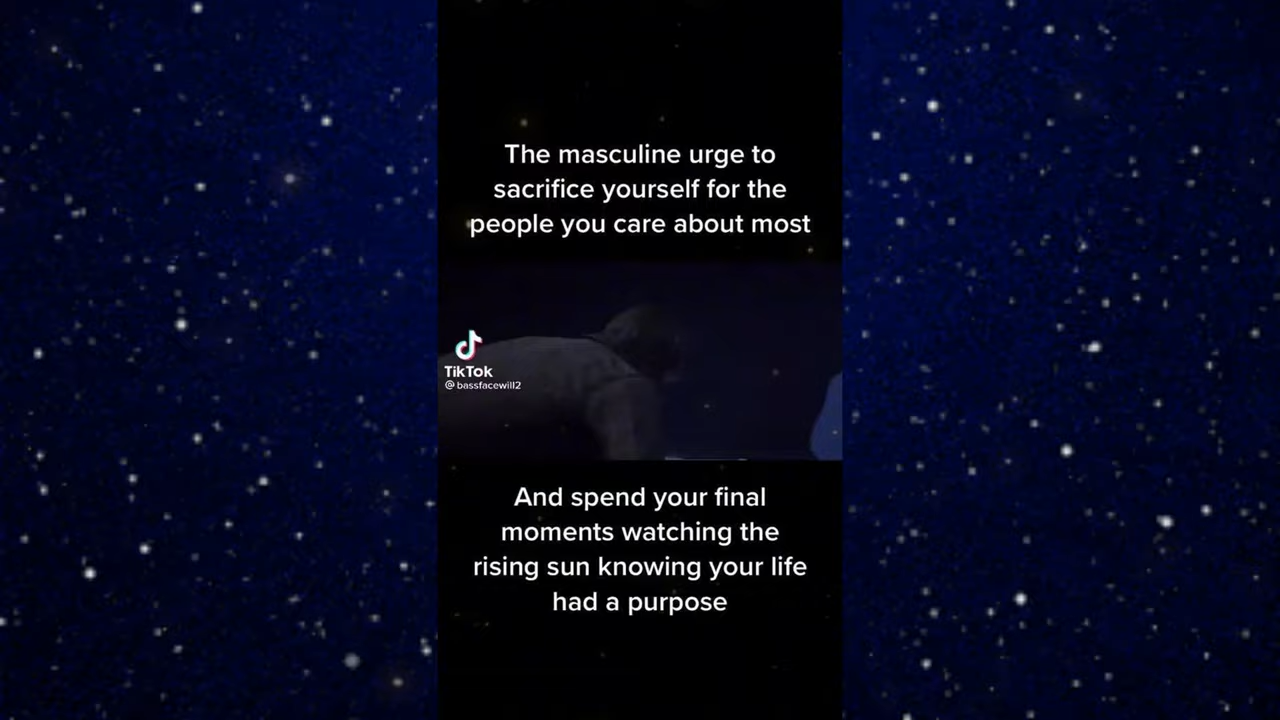 The masculine urge to
sacrifice yourself for the
people you care about most
TikTok
@bassfacewill2
And spend your final
moments watching the
rising sun knowing your life
had a purpose